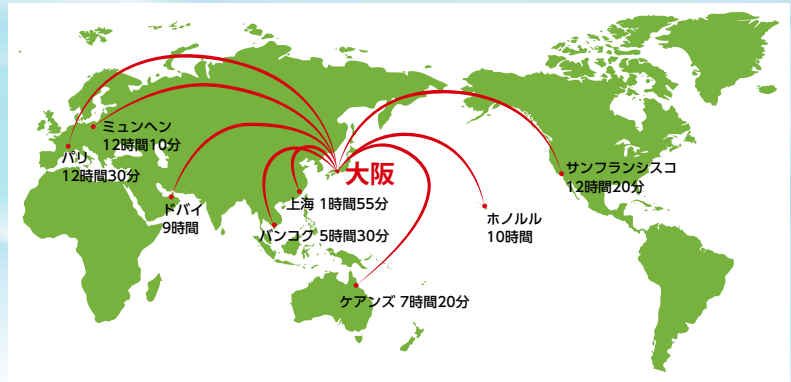 ミュンヘン
12時間10分
パリ
12時間30分
大阪
サンフランシスコ
12時間20分
上海 1時間55分
ドバイ
9時間
ホノルル
10時間
バンコク 5時間30分
ケアンズ 7時間20分